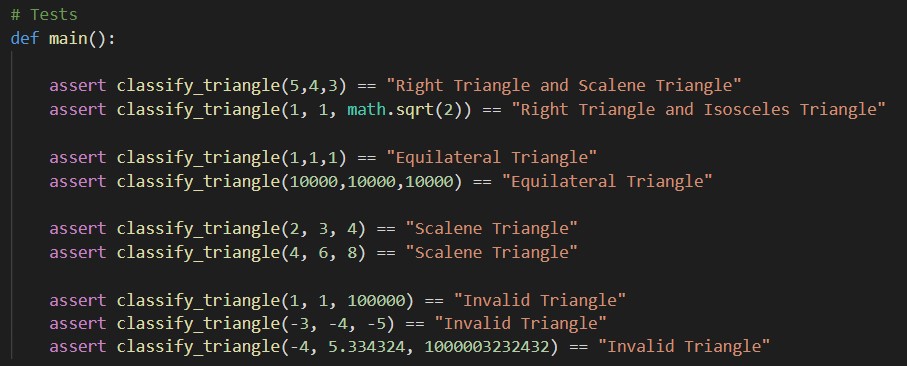 # Tests
def main():
assert classify_triangle(5,4,3) == "Right Triangle and Scalene Triangle"
assert classify_triangle(1, 1, math.sqrt(2)) == "Right Triangle and Isosceles Triangle"
assert classify_triangle(1,1,1) == "Equilateral Triangle"
assert classify_triangle(10000,10000,10000) == "Equilateral Triangle"
assert classify_triangle(2, 3, 4) == "Scalene Triangle"
assert classify_triangle(4, 6, 8) == "Scalene Triangle"
assert classify_triangle(1, 1, 100000) == "Invalid Triangle"
assert classify_triangle(-3, -4, -5) == "Invalid Triangle"
assert classify_triangle(-4, 5.334324, 1000003232432) == "Invalid Triangle"